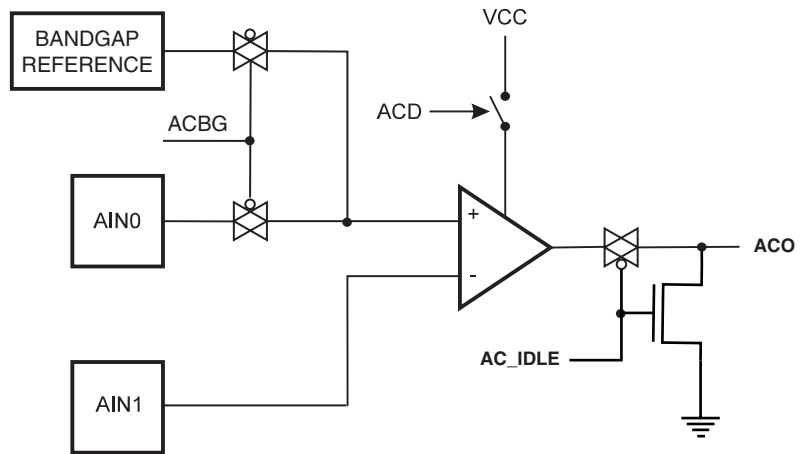 BANDGAP
REFERENCE
VCC
ACBG
ACD
AIN0
+
-
ACO
AC_IDLE
AIN1